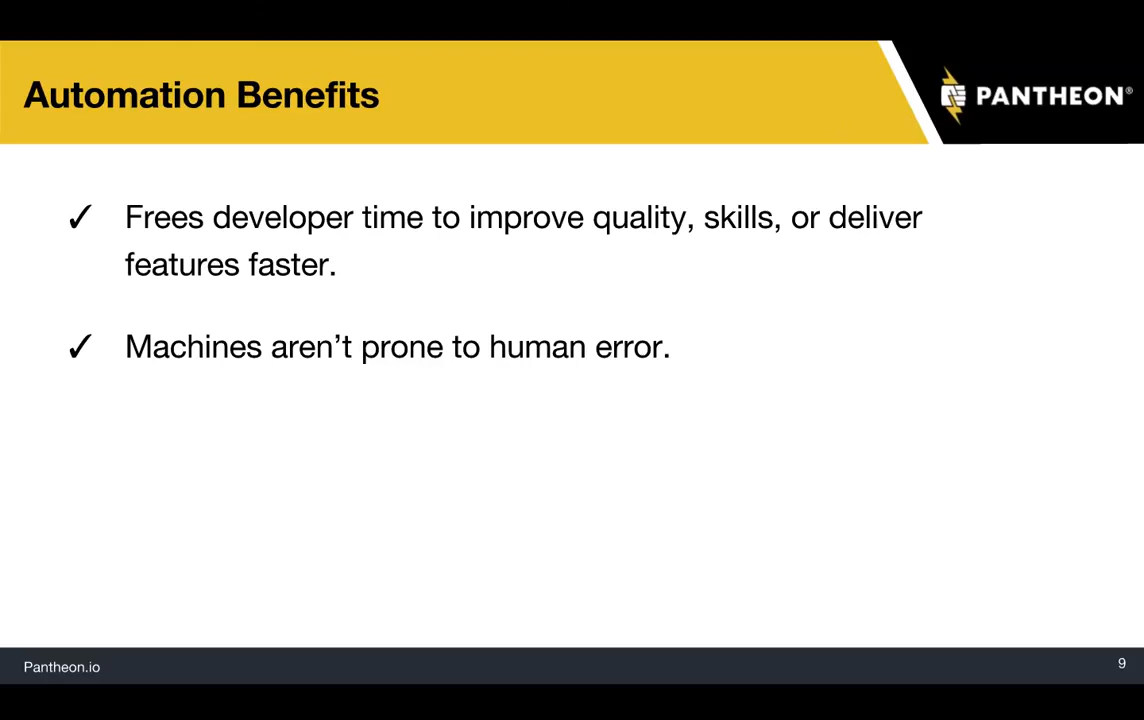 Automation Benefits
PANTHEON®
✓ Frees developer time to improve quality, skills, or deliver
features faster.
✓ Machines aren’t prone to human error.
Pantheon.io
9